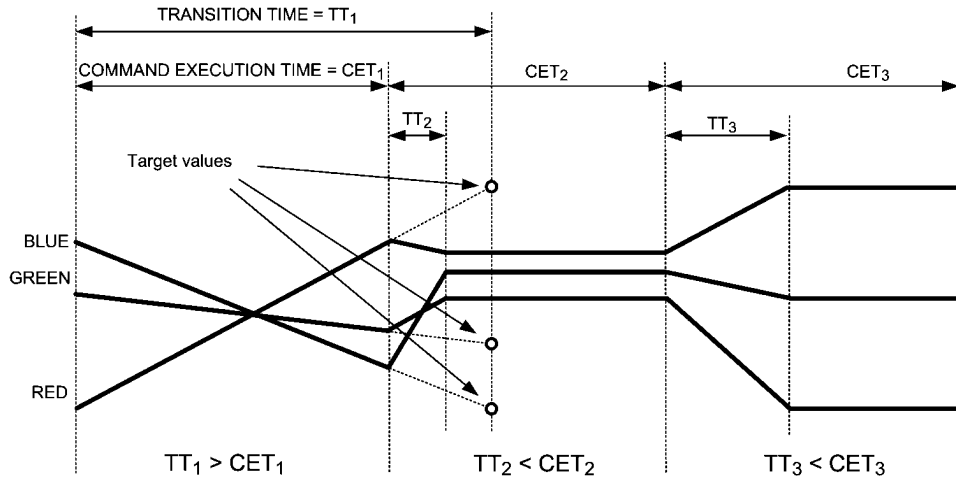 TRANSITION TIME = TT1
COMMAND EXECUTION TIME = CET1
CET2
CET3
TT2
TT3
Target values
BLUE
GREEN
RED
TT1 > CET1
TT2 < CET2
TT3 < CET3